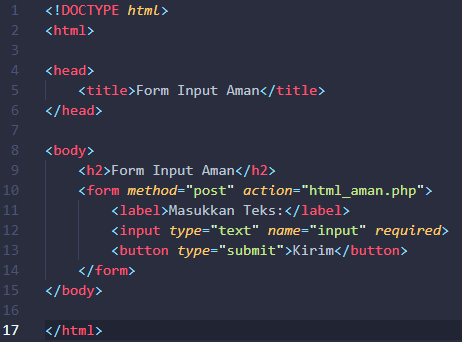 1 <!DOCTYPE html>
2 <html>
3
4 <head>
5 <title>Form Input Aman</title>
6 </head>
7
8 <body>
9 <h2>Form Input Aman</h2>
10 <form method="post" action="html_aman.php">
11 <label>Masukkan Teks:</label>
12 <input type="text" name="input" required>
13 <button type="submit">Kirim</button>
14 </form>
15 </body>
16
17 </html>